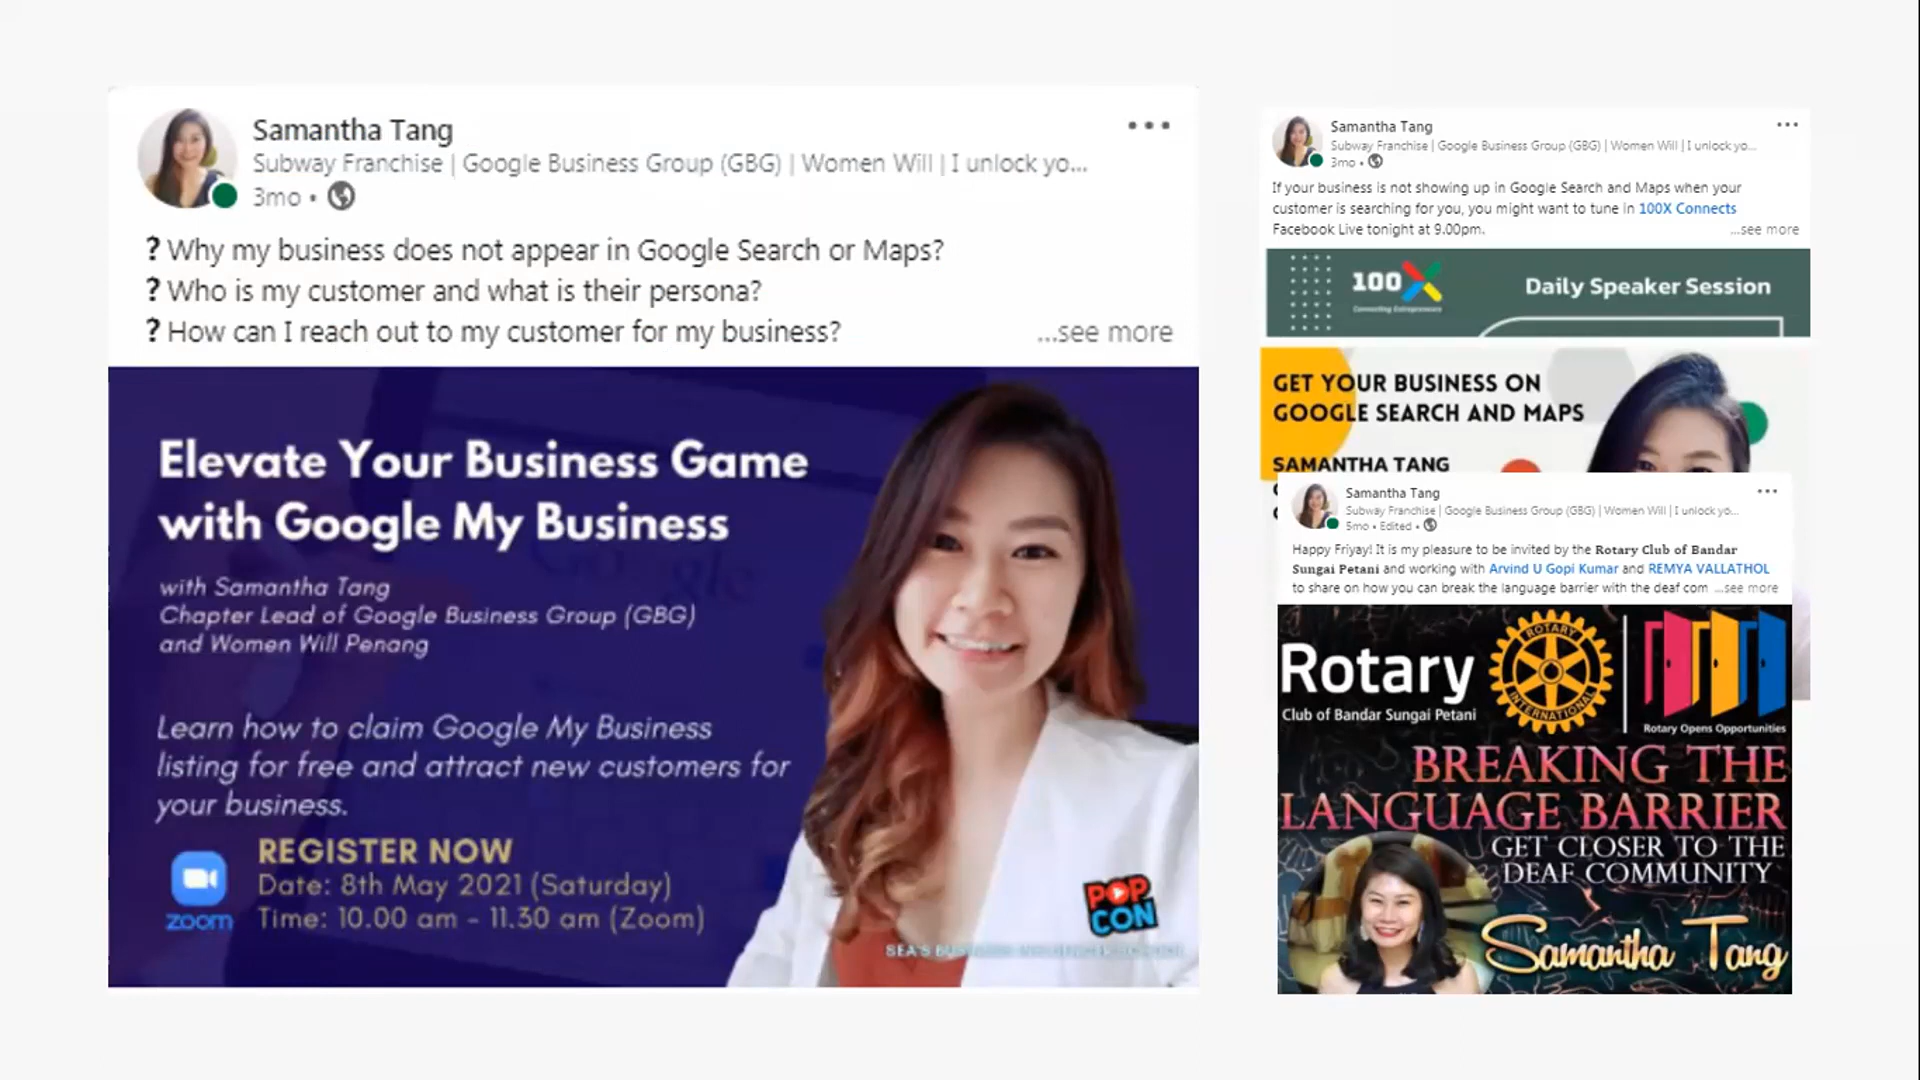 Samantha Tang
Subway Franchise | Google Business Group (GBG) | Women Will | I unlock yo...
3mo •
? Why my business does not appear in Google Search or Maps?
? Who is my customer and what is their persona?
? How can I reach out to my customer for my business? ...see more
Elevate Your Business Game
with Google My Business
with Samantha Tang
Chapter Lead of Google Business Group (GBG)
and Women Will Penang
Learn how to claim Google My Business
listing for free and attract new customers for
your business.
REGISTER NOW
Date: 8th May 2021 (Saturday)
Time: 10.00 am - 11.30 am (Zoom)
zoom
POP
CON
SEA'S
Samantha Tang
Subway Franchise | Google Business Group (GBG) | Women Will | I unlock yo...
3mo •
If your business is not showing up in Google Search and Maps when your
customer is searching for you, you might want to tune in 100X Connects
Facebook Live tonight at 9.00pm. ...see more
100X
Connecting Entrepreneurs
Daily Speaker Session
GET YOUR BUSINESS ON
GOOGLE SEARCH AND MAPS
SAMANTHA TANG
Samantha Tang
Subway Franchise | Google Business Group (GBG) | Women Will | I unlock yo...
5mo • Edited •
Happy Friyay! It is my pleasure to be invited by the Rotary Club of Bandar
Sungai Petani and working with Arvind U Gopi Kumar and REMYA VALLATHOL
to share on how you can break the language barrier with the deaf com ...see more
Rotary
Club of Bandar Sungai Petani
ROTARY
INTERNATIONAL
Rotary Opens Opportunities
BREAKING THE
LANGUAGE BARRIER
GET CLOSER TO THE
DEAF COMMUNITY
Samantha Tang